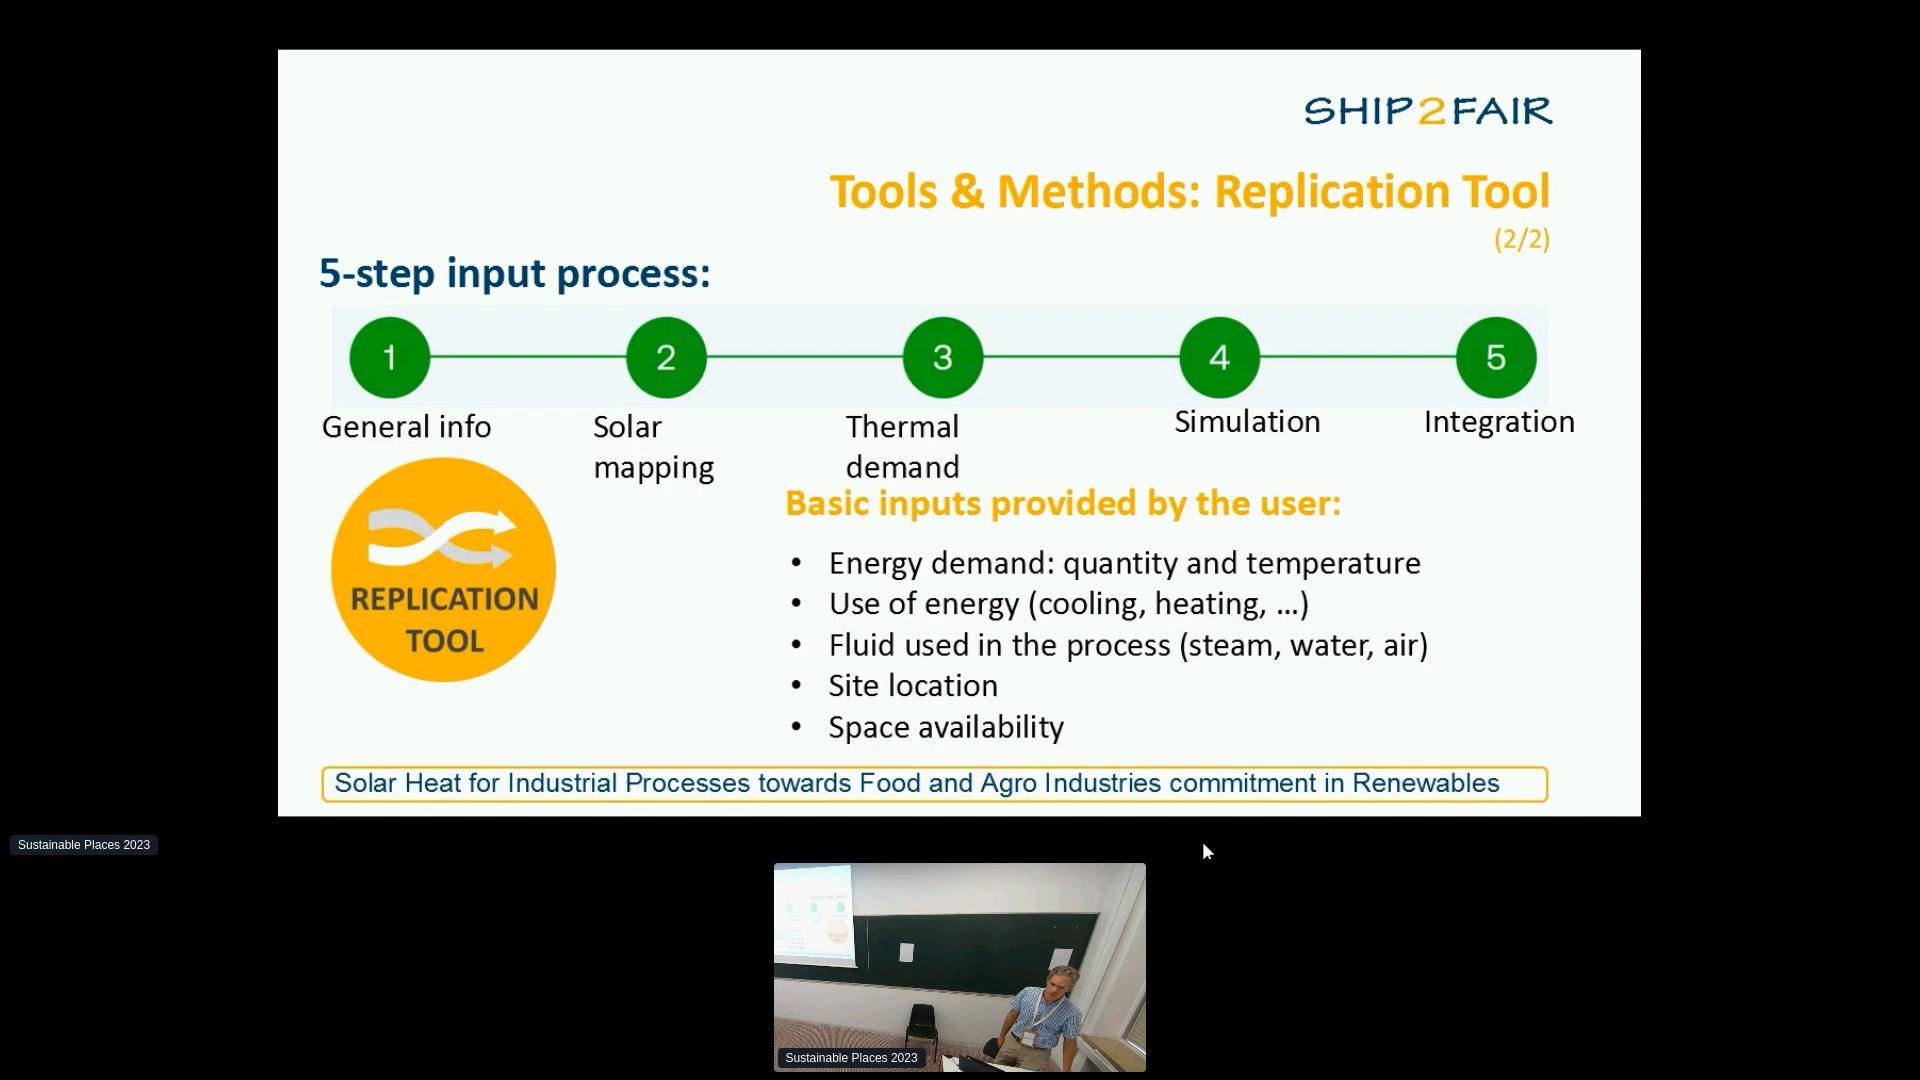 SHIP2FAIR
Tools & Methods: Replication Tool
(2/2)
5-step input process:
1
2
3
4
5
General info
Solar
mapping
Thermal
demand
Simulation
Integration
REPLICATION
TOOL
Basic inputs provided by the user:
• Energy demand: quantity and temperature
• Use of energy (cooling, heating, ...)
• Fluid used in the process (steam, water, air)
• Site location
• Space availability
Solar Heat for Industrial Processes towards Food and Agro Industries commitment in Renewables
Sustainable Places 2023
Sustainable Places 2023